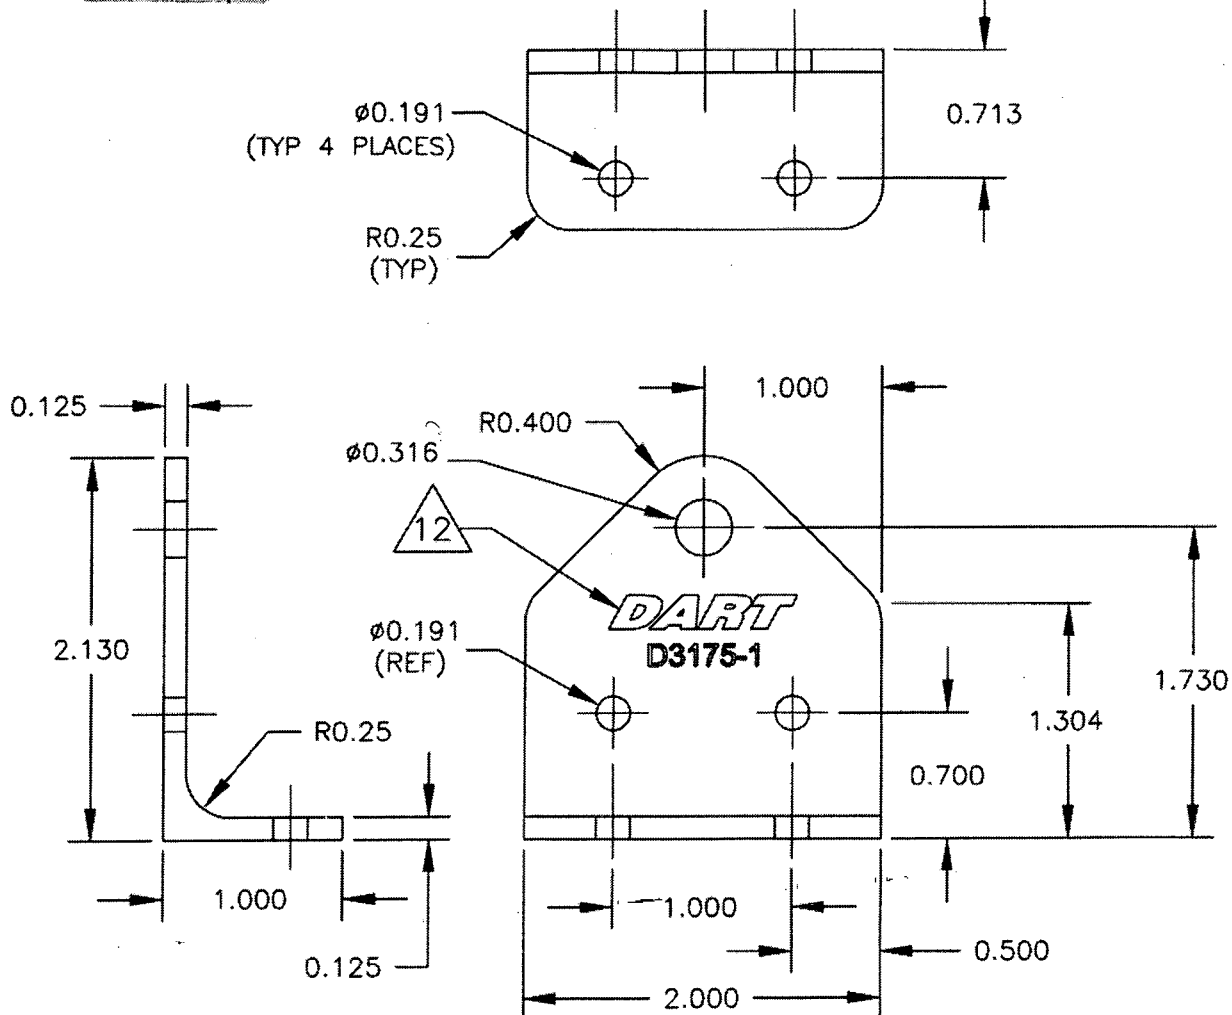 ø0.191
(TYP 4 PLACES)
0.713
R0.25
(TYP)
0.125
1.000
R0.400
ø0.316
12
DART
D3175-1
2.130
ø0.191
(REF)
1.730
1.304
R0.25
0.700
1.000
1.000
0.500
0.125
2.000